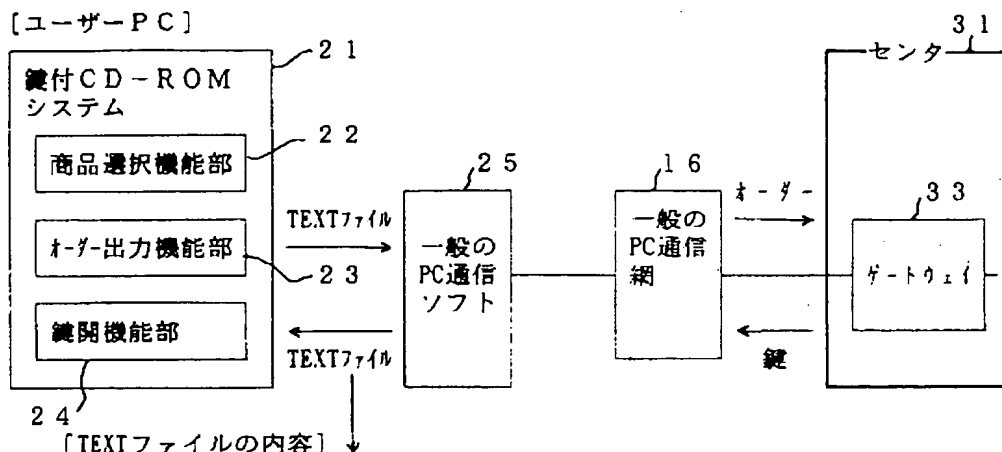 [ユーザーPC]
21
鍵付CD-ROM
システム
22
商品選択機能部
オーダー出力機能部
23
鍵開機能部
24
TEXTファイル
TEXTファイル
25
一般の
PC通信
ソフト
16
一般の
PC通信
網
オーダー
鍵
31
センタ
33
ゲートウェイ
[TEXTファイルの内容]